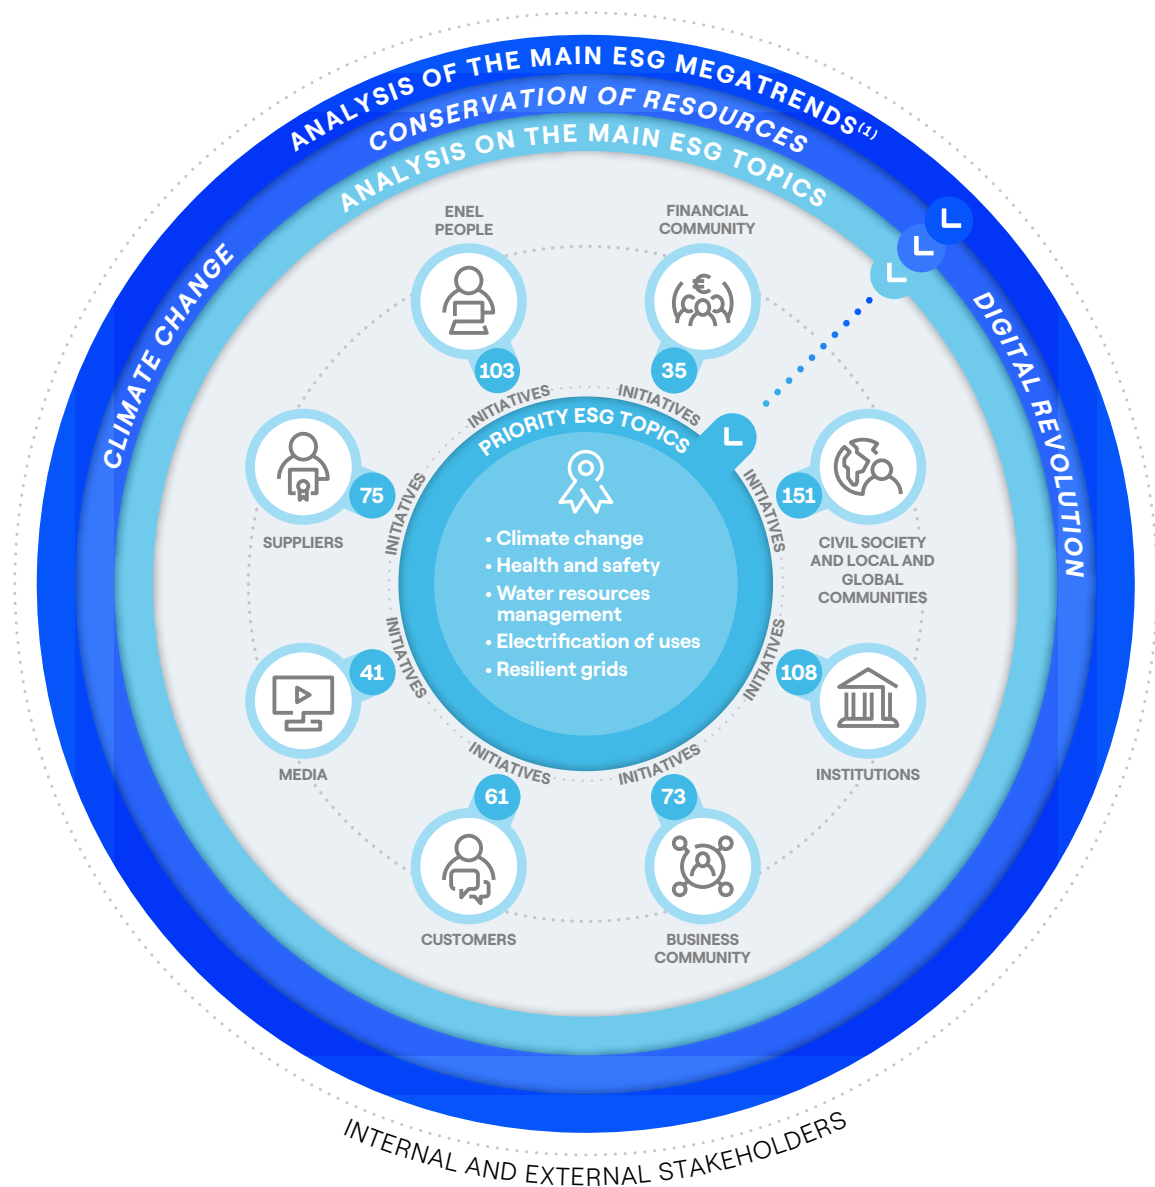 ANALYSIS OF THE MAIN ESG MEGATRENDS(1)
CONSERVATION OF RESOURCES
CLIMATE CHANGE
DIGITAL REVOLUTION
ANALYSIS ON THE MAIN ESG TOPICS
ENEL
PEOPLE
103
INITIATIVES
FINANCIAL
COMMUNITY
35
INITIATIVES
151
INITIATIVES
CIVIL SOCIETY
AND LOCAL AND
GLOBAL
COMMUNITIES
108
INITIATIVES
INSTITUTIONS
73
INITIATIVES
BUSINESS
COMMUNITY
61
INITIATIVES
CUSTOMERS
41
INITIATIVES
MEDIA
75
INITIATIVES
SUPPLIERS
PRIORITY ESG TOPICS
• Climate change
• Health and safety
• Water resources
management
• Electrification of uses
• Resilient grids
INTERNAL AND EXTERNAL STAKEHOLDERS